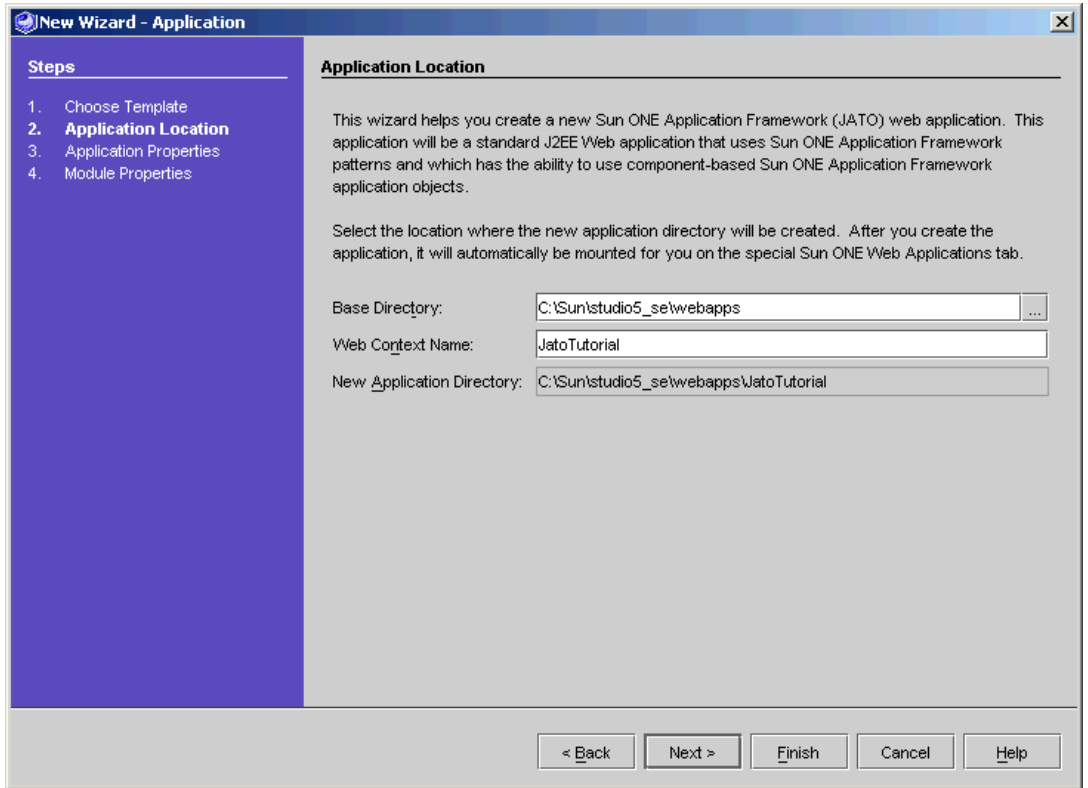 New Wizard - Application
Steps
1. Choose Template
2. Application Location
3. Application Properties
4. Module Properties
Application Location
This wizard helps you create a new Sun ONE Application Framework (JATO) web application. This
application will be a standard J2EE Web application that uses Sun ONE Application Framework
patterns and which has the ability to use component-based Sun ONE Application Framework
application objects.
Select the location where the new application directory will be created. After you create the
application, it will automatically be mounted for you on the special Sun ONE Web Applications tab.
Base Directory: C:\Sun\studio5_se\webapps ...
Web Context Name: JatoTutorial
New Application Directory: C:\Sun\studio5_se\webapps\JatoTutorial
< Back Next > Finish Cancel Help